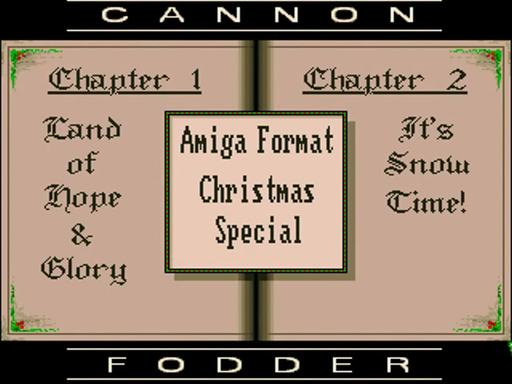 CANNON
Chapter 1
Land
of
Hope
&
Glory
Amiga Format
Christmas
Special
Chapter 2
It's
Snow
Time!
FODDER